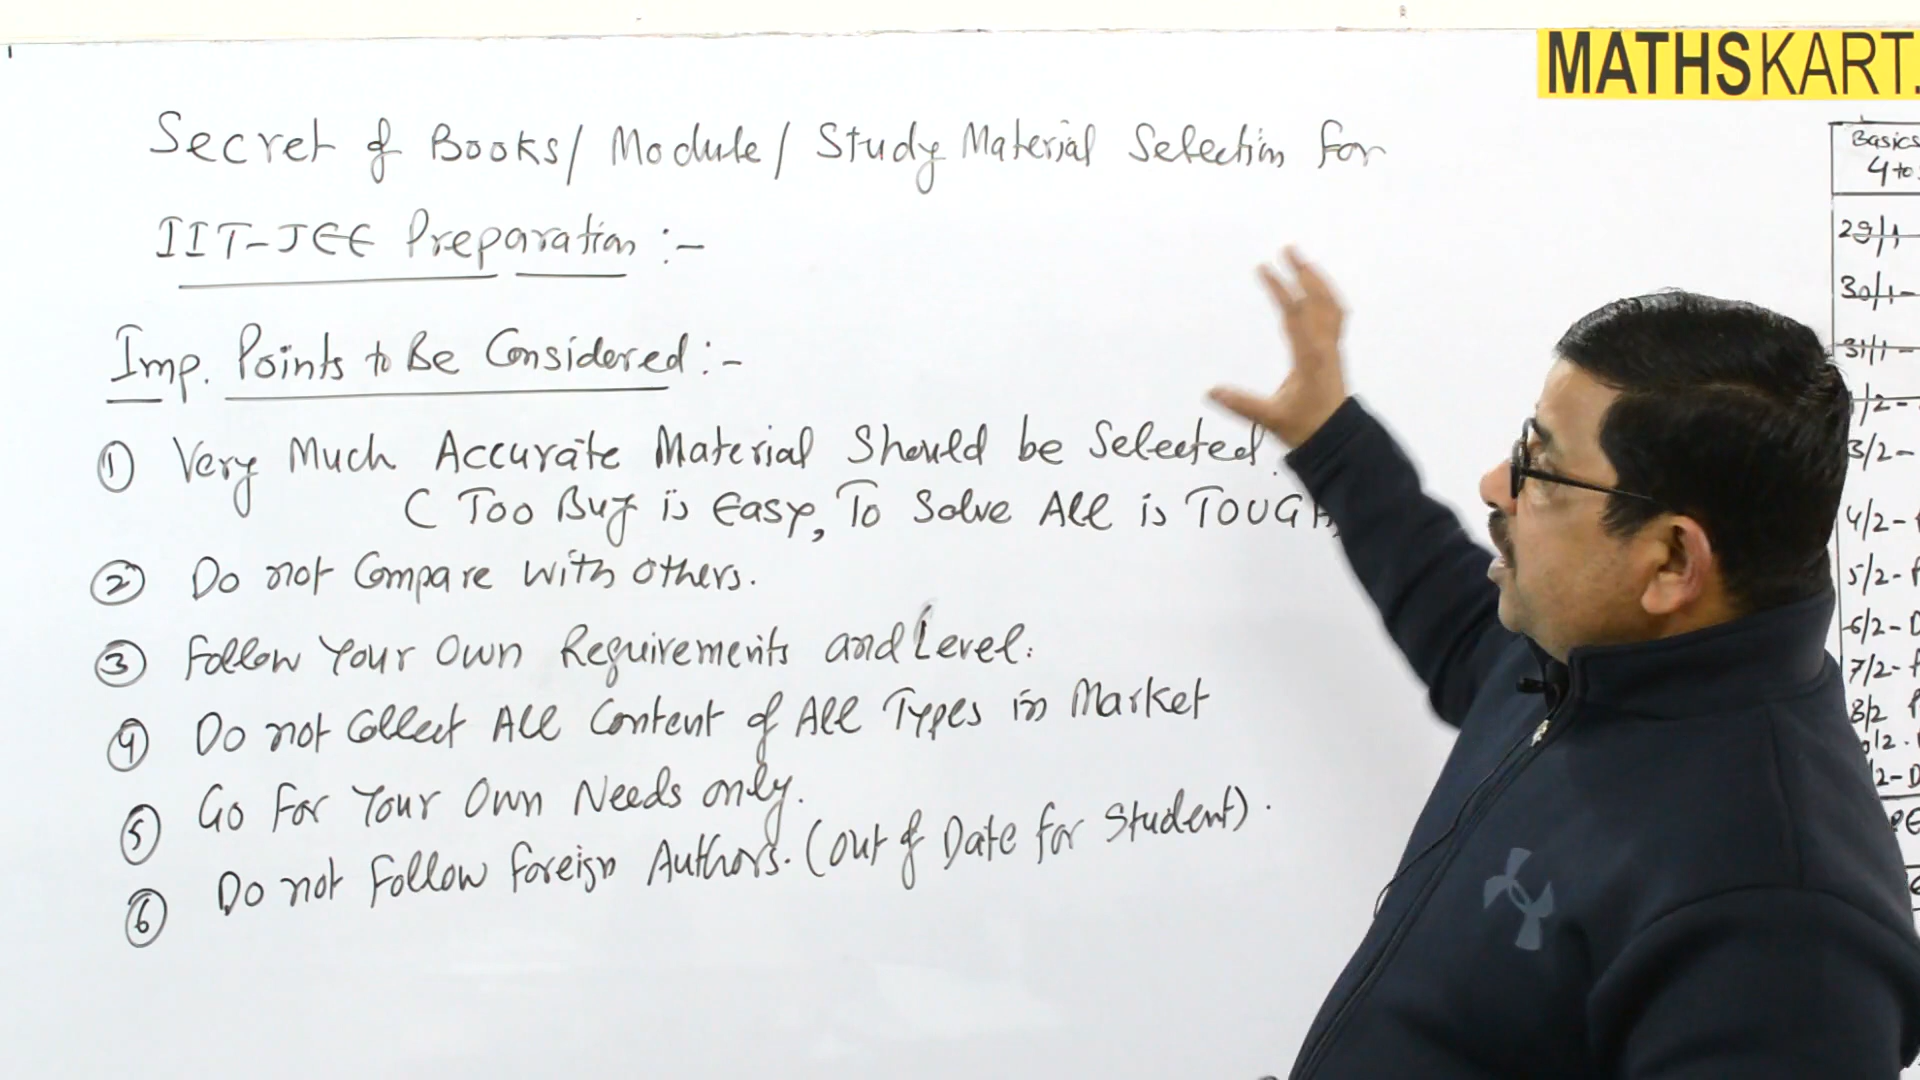 MATHSKART.
Secret of Books/ Module/ Study Material Selection for
IIT-JEE Preparation :-
Imp. Points to Be Considered :-
① Very Much Accurate Material Should be Selected.
( Too Buy is Easy, To Solve All is TOUGH
② Do not Compare with others.
③ Follow Your Own Requirements and Level.
④ Do not Collect All Content of All Types in Market
⑤ Go For Your Own Needs only.
⑥ Do not Follow foreign Authors. (out of Date for Student).
Basics
4 to
29/1
30/1-
31/1-
1/2-
3/2-
4/2-
5/2-
6/2-D
7/2-
8/2
2-D